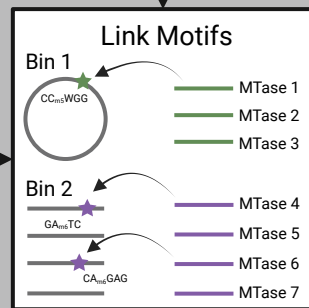 Link Motifs
Bin 1
CCm5WGG
MTase 1
MTase 2
MTase 3
Bin 2
GAm6TC
CAm6GAG
MTase 4
MTase 5
MTase 6
MTase 7